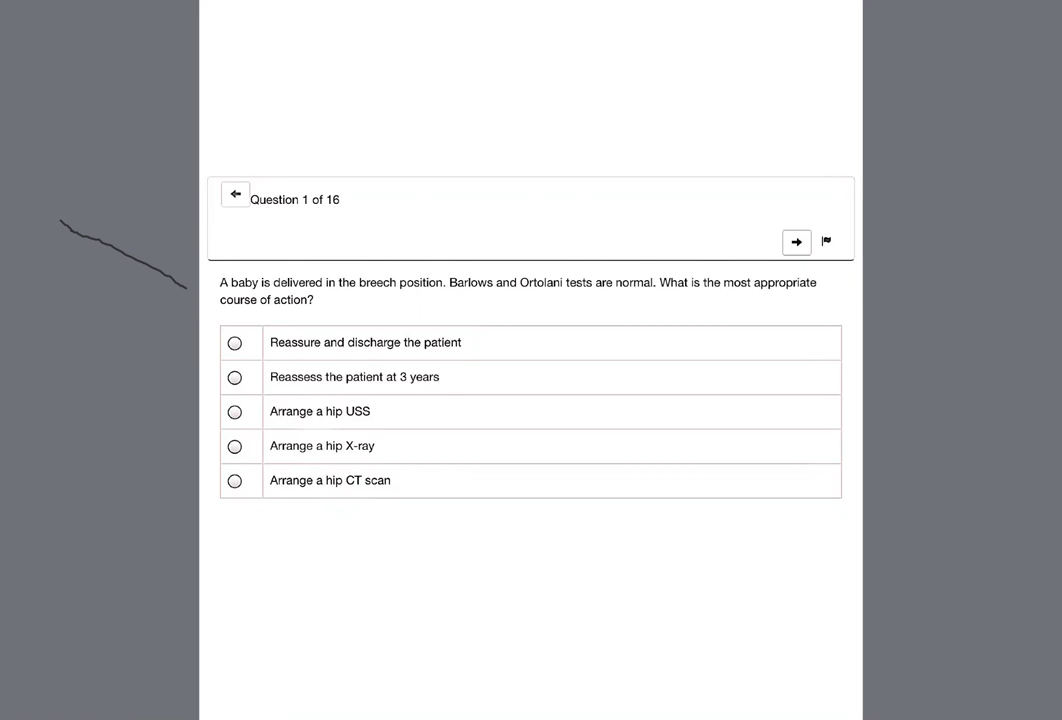 Question 1 of 16
A baby is delivered in the breech position. Barlows and Ortolani tests are normal. What is the most appropriate
course of action?
Reassure and discharge the patient
Reassess the patient at 3 years
Arrange a hip USS
Arrange a hip X-ray
Arrange a hip CT scan